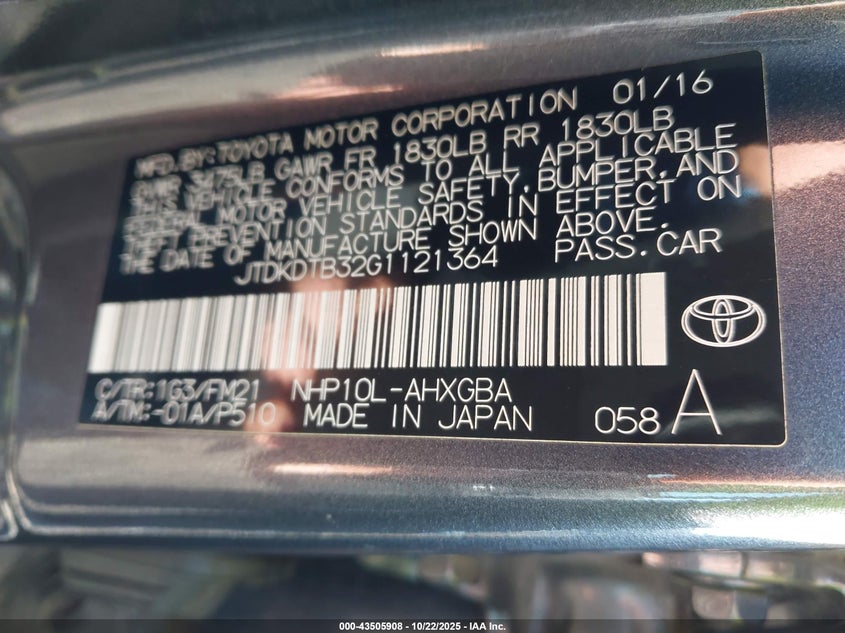 MFD.BY:TOYOTA MOTOR CORPORATION 01/16
GVWR 3475LB GAWR FR 1830LB RR 1830LB
THIS VEHICLE CONFORMS TO ALL APPLICABLE
FEDERAL MOTOR VEHICLE SAFETY,BUMPER,AND
THEFT PREVENTION STANDARDS IN EFFECT ON
THE DATE OF MANUFACTURE SHOWN ABOVE.
JTDKDTB32G1121364 PASS.CAR
C/TR:1G3/FM21 NHP10L-AHXGBA
A/TM:-01A/P510 MADE IN JAPAN 058 A
000-43505908 - 10/22/2025 - IAA Inc.